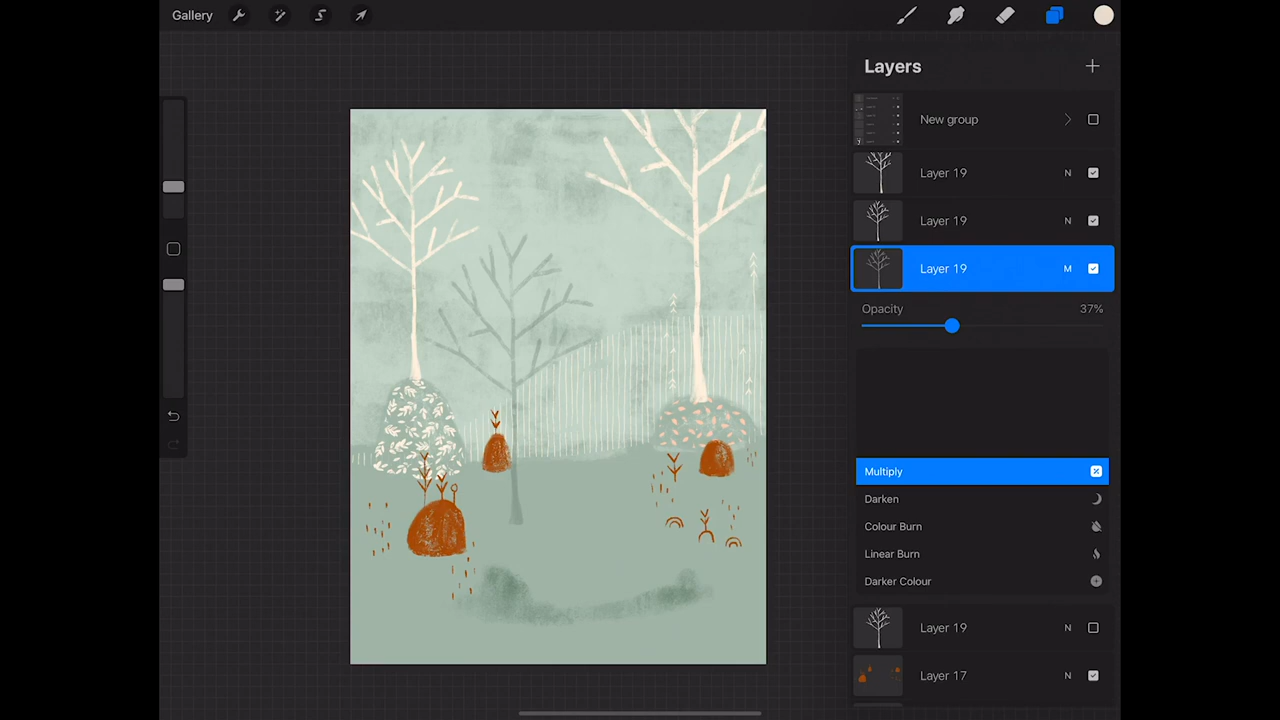 Gallery
Layers
New group
Layer 19 N
Layer 19 N
Layer 19 M
Opacity 37%
Multiply
Darken
Colour Burn
Linear Burn
Darker Colour
Layer 19 N
Layer 17 N